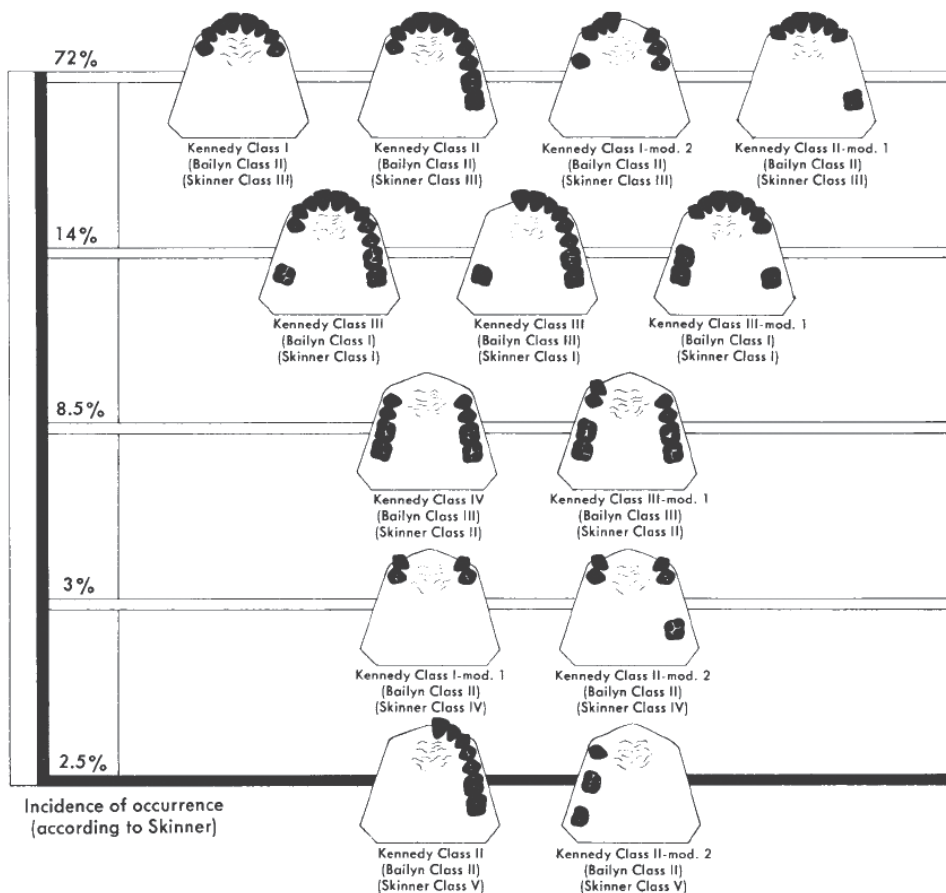 72%
Kennedy Class I
(Bailyn Class II)
(Skinner Class III)
Kennedy Class II
(Bailyn Class II)
(Skinner Class III)
Kennedy Class I-mod. 2
(Bailyn Class II)
(Skinner Class III)
Kennedy Class II-mod. 1
(Bailyn Class II)
(Skinner Class III)
14%
Kennedy Class III
(Bailyn Class I)
(Skinner Class I)
Kennedy Class III
(Bailyn Class III)
(Skinner Class I)
Kennedy Class III-mod. 1
(Bailyn Class I)
(Skinner Class I)
8.5%
Kennedy Class IV
(Bailyn Class III)
(Skinner Class II)
Kennedy Class III-mod. 1
(Bailyn Class III)
(Skinner Class II)
3%
Kennedy Class I-mod. 1
(Bailyn Class II)
(Skinner Class IV)
Kennedy Class II-mod. 2
(Bailyn Class II)
(Skinner Class IV)
2.5%
Incidence of occurrence
(according to Skinner)
Kennedy Class II
(Bailyn Class II)
(Skinner Class V)
Kennedy Class II-mod. 2
(Bailyn Class II)
(Skinner Class V)